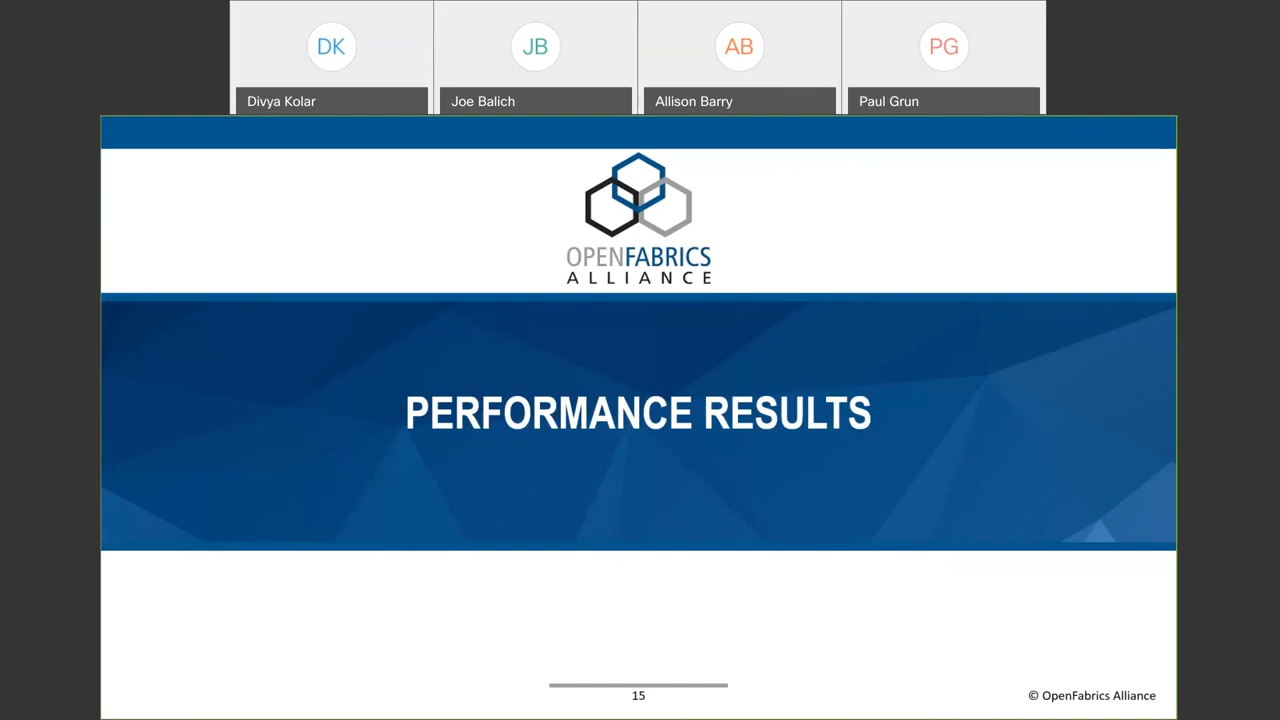 DK
JB
AB
PG
Divya Kolar
Joe Balich
Allison Barry
Paul Grun
OPENFABRICS
ALLIANCE
PERFORMANCE RESULTS
15
© OpenFabrics Alliance